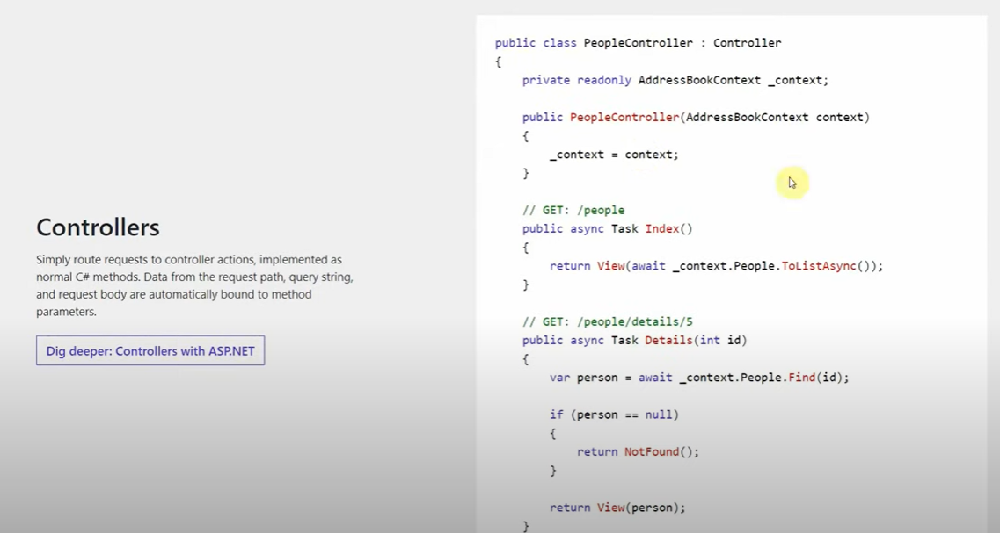 Controllers
Simply route requests to controller actions, implemented as
normal C# methods. Data from the request path, query string,
and request body are automatically bound to method
parameters.
Dig deeper: Controllers with ASP.NET
public class PeopleController : Controller
{
    private readonly AddressBookContext _context;
    public PeopleController(AddressBookContext context)
    {
        _context = context;
    }
    // GET: /people
    public async Task Index()
    {
        return View(await _context.People.ToListAsync());
    }
    // GET: /people/details/5
    public async Task Details(int id)
    {
        var person = await _context.People.Find(id);
        if (person == null)
        {
            return NotFound();
        }
        return View(person);
    }